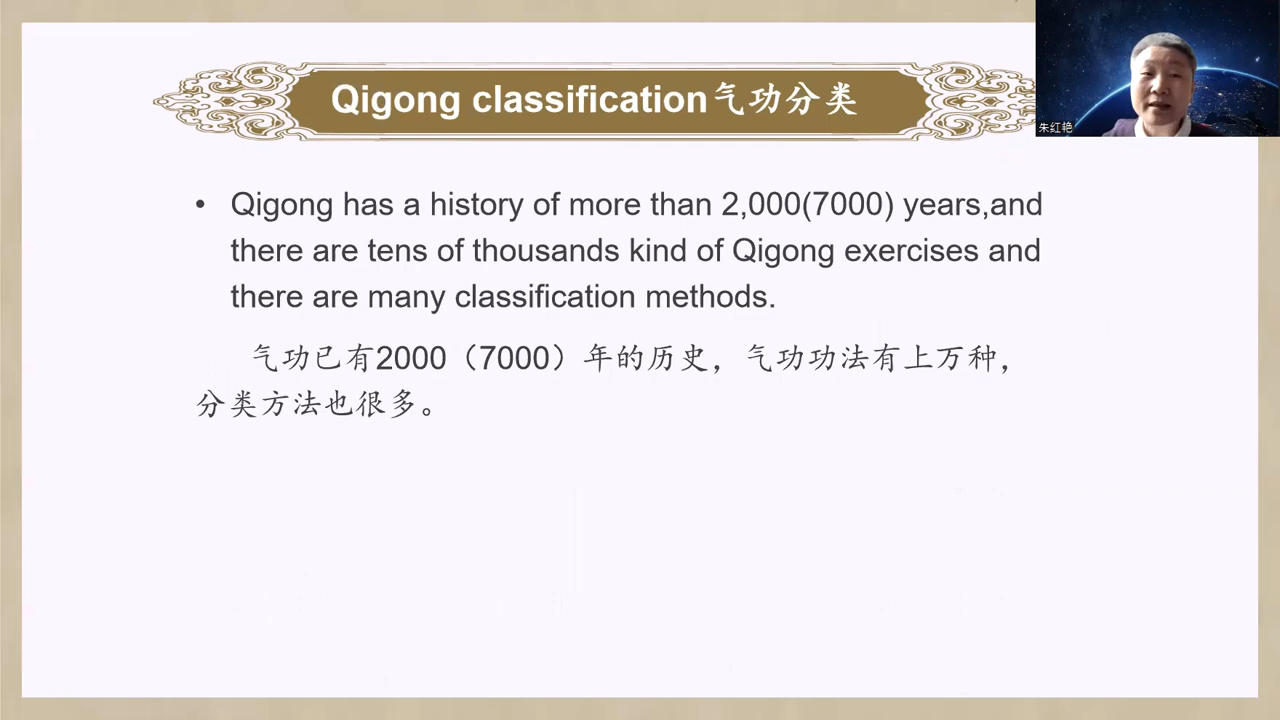 Qigong classification气功分类
朱红艳
• Qigong has a history of more than 2,000(7000) years,and
there are tens of thousands kind of Qigong exercises and
there are many classification methods.
气功已有2000（7000）年的历史，气功功法有上万种，
分类方法也很多。